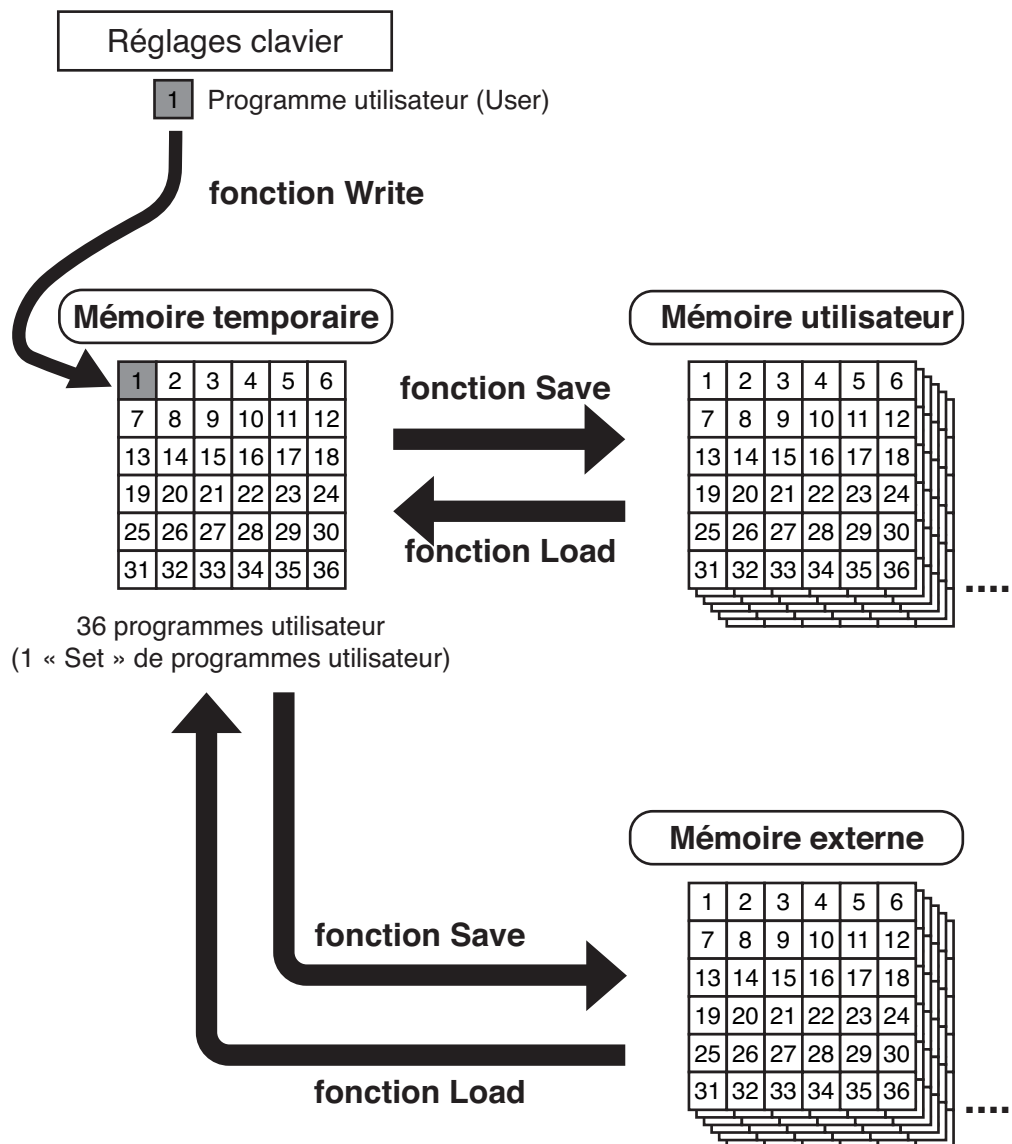 Réglages clavier
1 Programme utilisateur (User)
fonction Write
Mémoire temporaire
1 2 3 4 5 6
7 8 9 10 11 12
13 14 15 16 17 18
19 20 21 22 23 24
25 26 27 28 29 30
31 32 33 34 35 36
36 programmes utilisateur
(1 « Set » de programmes utilisateur)
fonction Save
fonction Load
Mémoire utilisateur
1 2 3 4 5 6
7 8 9 10 11 12
13 14 15 16 17 18
19 20 21 22 23 24
25 26 27 28 29 30
31 32 33 34 35 36
....
fonction Save
fonction Load
Mémoire externe
1 2 3 4 5 6
7 8 9 10 11 12
13 14 15 16 17 18
19 20 21 22 23 24
25 26 27 28 29 30
31 32 33 34 35 36
....